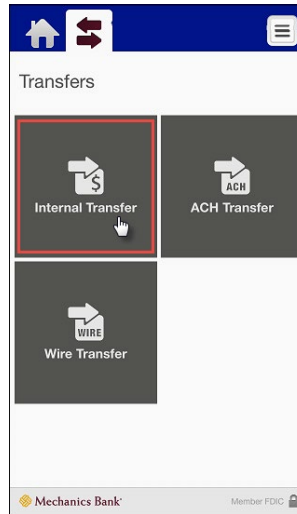 Transfers
$
Internal Transfer
ACH
ACH Transfer
WIRE
Wire Transfer
Mechanics Bank
Member FDIC